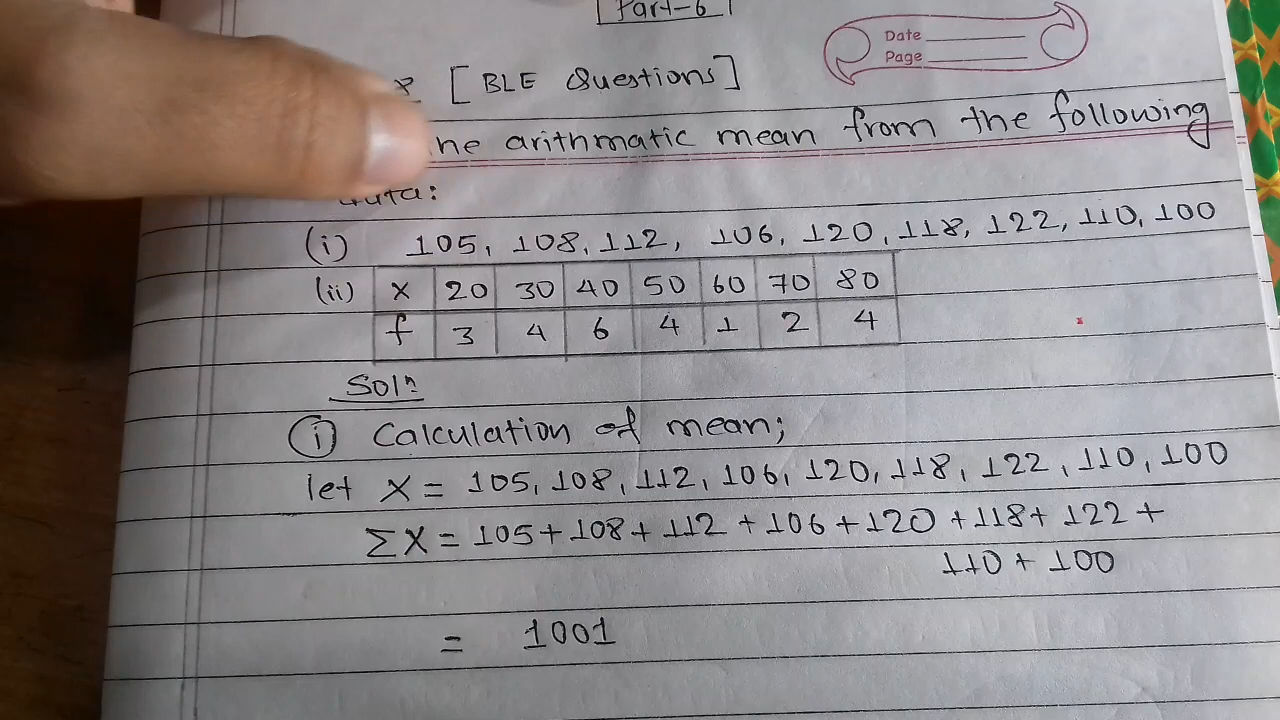 Part-6
Date
Page
[BLE Questions]
arithmatic mean from the following
data:
(i) 105, 108, 112, 106, 120, 118, 122, 110, 100
(ii) X 20 30 40 50 60 70 80
f 3 4 6 4 1 2 4
Solⁿ
(i) Calculation of mean;
let X = 105, 108, 112, 106, 120, 118, 122, 110, 100
ΣX = 105+108+112+106+120+118+122+
110+100
= 1001